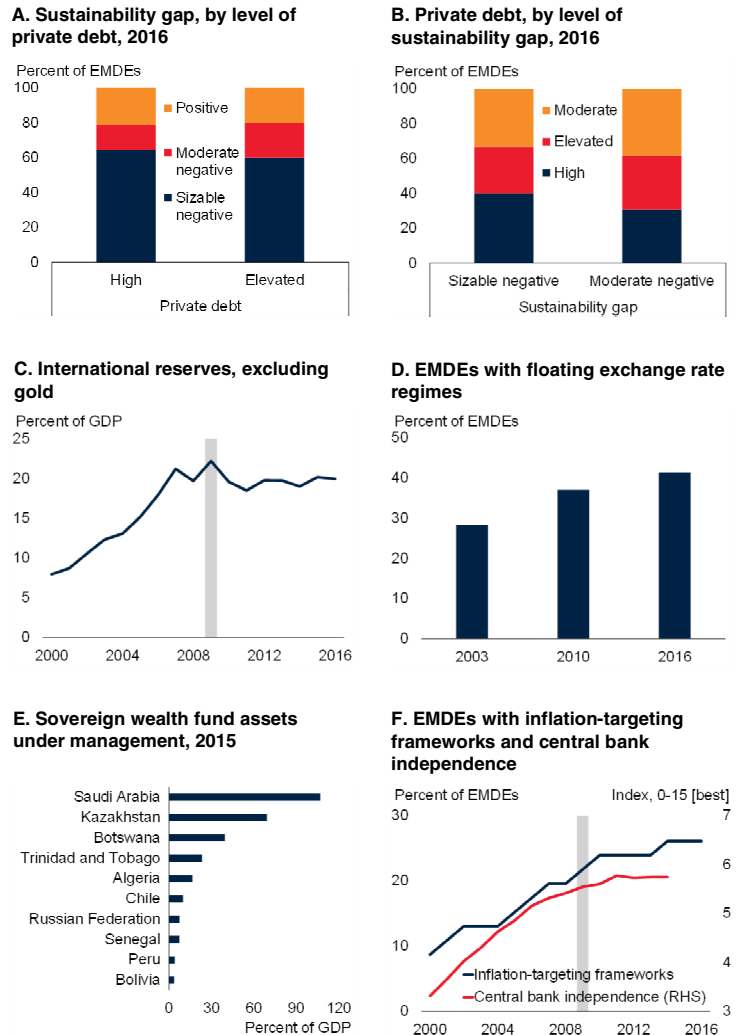 A. Sustainability gap, by level of
private debt, 2016
Percent of EMDEs
100
80
60
40
20
0
Positive
Moderate
negative
Sizable
negative
High
Elevated
Private debt
B. Private debt, by level of
sustainability gap, 2016
Percent of EMDEs
100
80
60
40
20
0
Moderate
Elevated
High
Sizable negative
Moderate negative
Sustainability gap
C. International reserves, excluding
gold
Percent of GDP
25
20
15
10
5
0
2000
2004
2008
2012
2016
D. EMDEs with floating exchange rate
regimes
Percent of EMDEs
50
40
30
20
10
0
2003
2010
2016
E. Sovereign wealth fund assets
under management, 2015
Saudi Arabia
Kazakhstan
Botswana
Trinidad and Tobago
Algeria
Chile
Russian Federation
Senegal
Peru
Bolivia
0
30
60
90
120
Percent of GDP
F. EMDEs with inflation-targeting
frameworks and central bank
independence
Percent of EMDEs
Index, 0-15 [best]
30
20
10
0
7
6
5
4
3
Inflation-targeting frameworks
Central bank independence (RHS)
2000
2004
2008
2012
2016